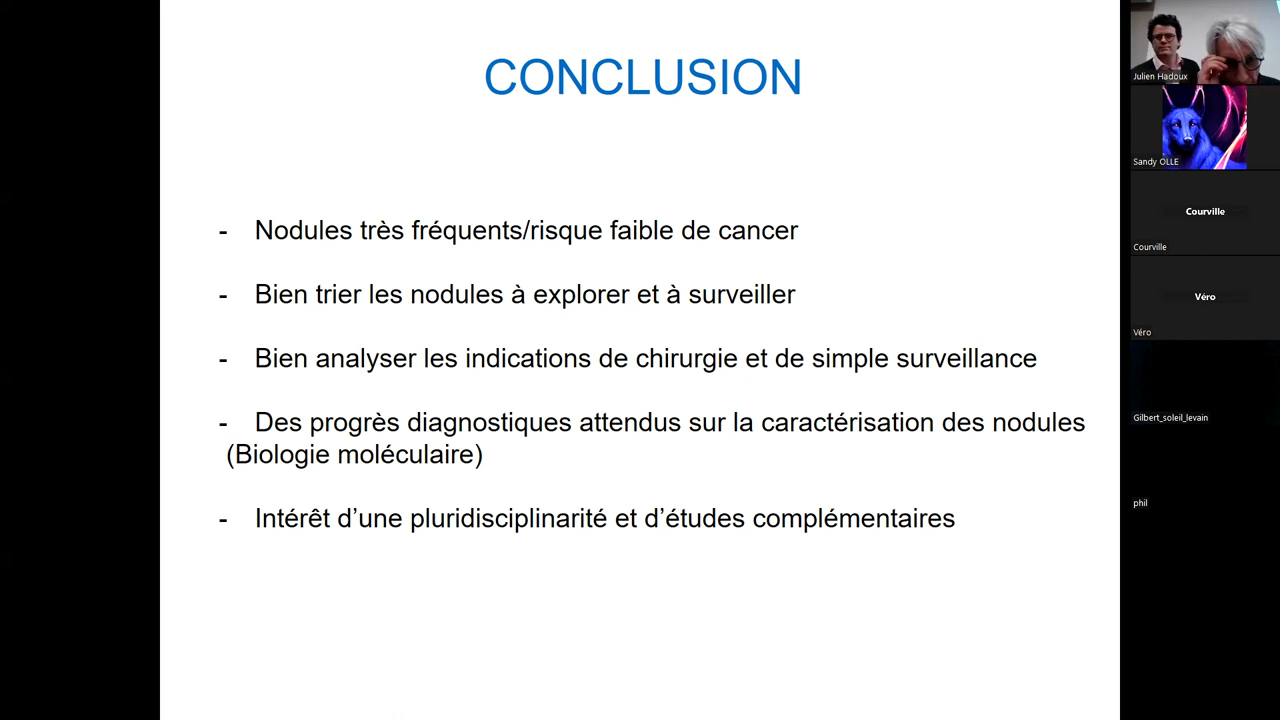 CONCLUSION
- Nodules très fréquents/risque faible de cancer
- Bien trier les nodules à explorer et à surveiller
- Bien analyser les indications de chirurgie et de simple surveillance
- Des progrès diagnostiques attendus sur la caractérisation des nodules
(Biologie moléculaire)
- Intérêt d’une pluridisciplinarité et d’études complémentaires
Julien Hadoux
Sandy OLLE
Courville
Courville
Véro
Véro
Gilbert_soleil_levain
phil